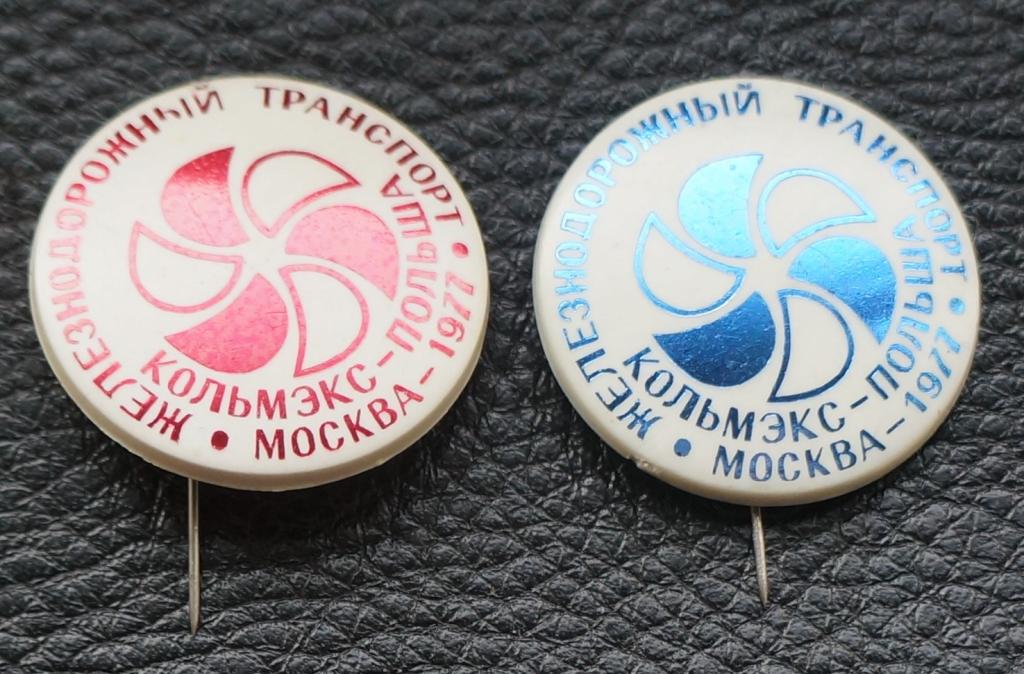 ЖЕЛЕЗНОДОРОЖНЫЙ ТРАНСПОРТ •
КОЛЬМЭКС-ПОЛЬША
• МОСКВА-1977
ЖЕЛЕЗНОДОРОЖНЫЙ ТРАНСПОРТ •
КОЛЬМЭКС-ПОЛЬША
• МОСКВА-1977